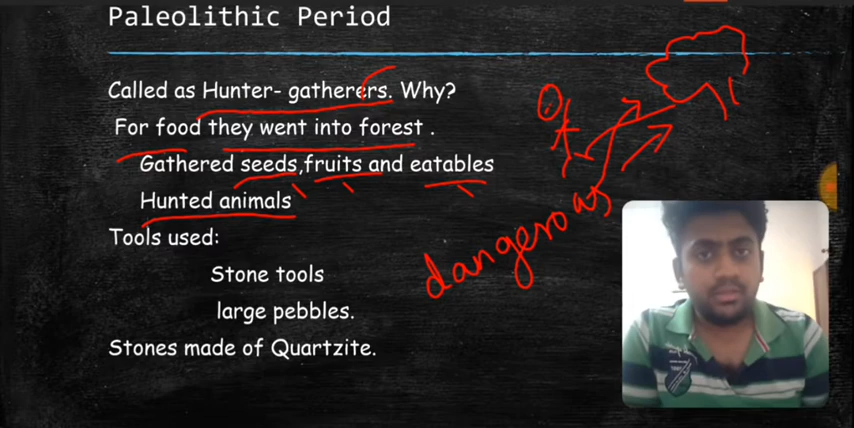 Paleolithic Period
Called as Hunter- gatherers. Why?
For food they went into forest .
Gathered seeds,fruits and eatables
Hunted animals
Tools used:
Stone tools
large pebbles.
Stones made of Quartzite.
dangerous